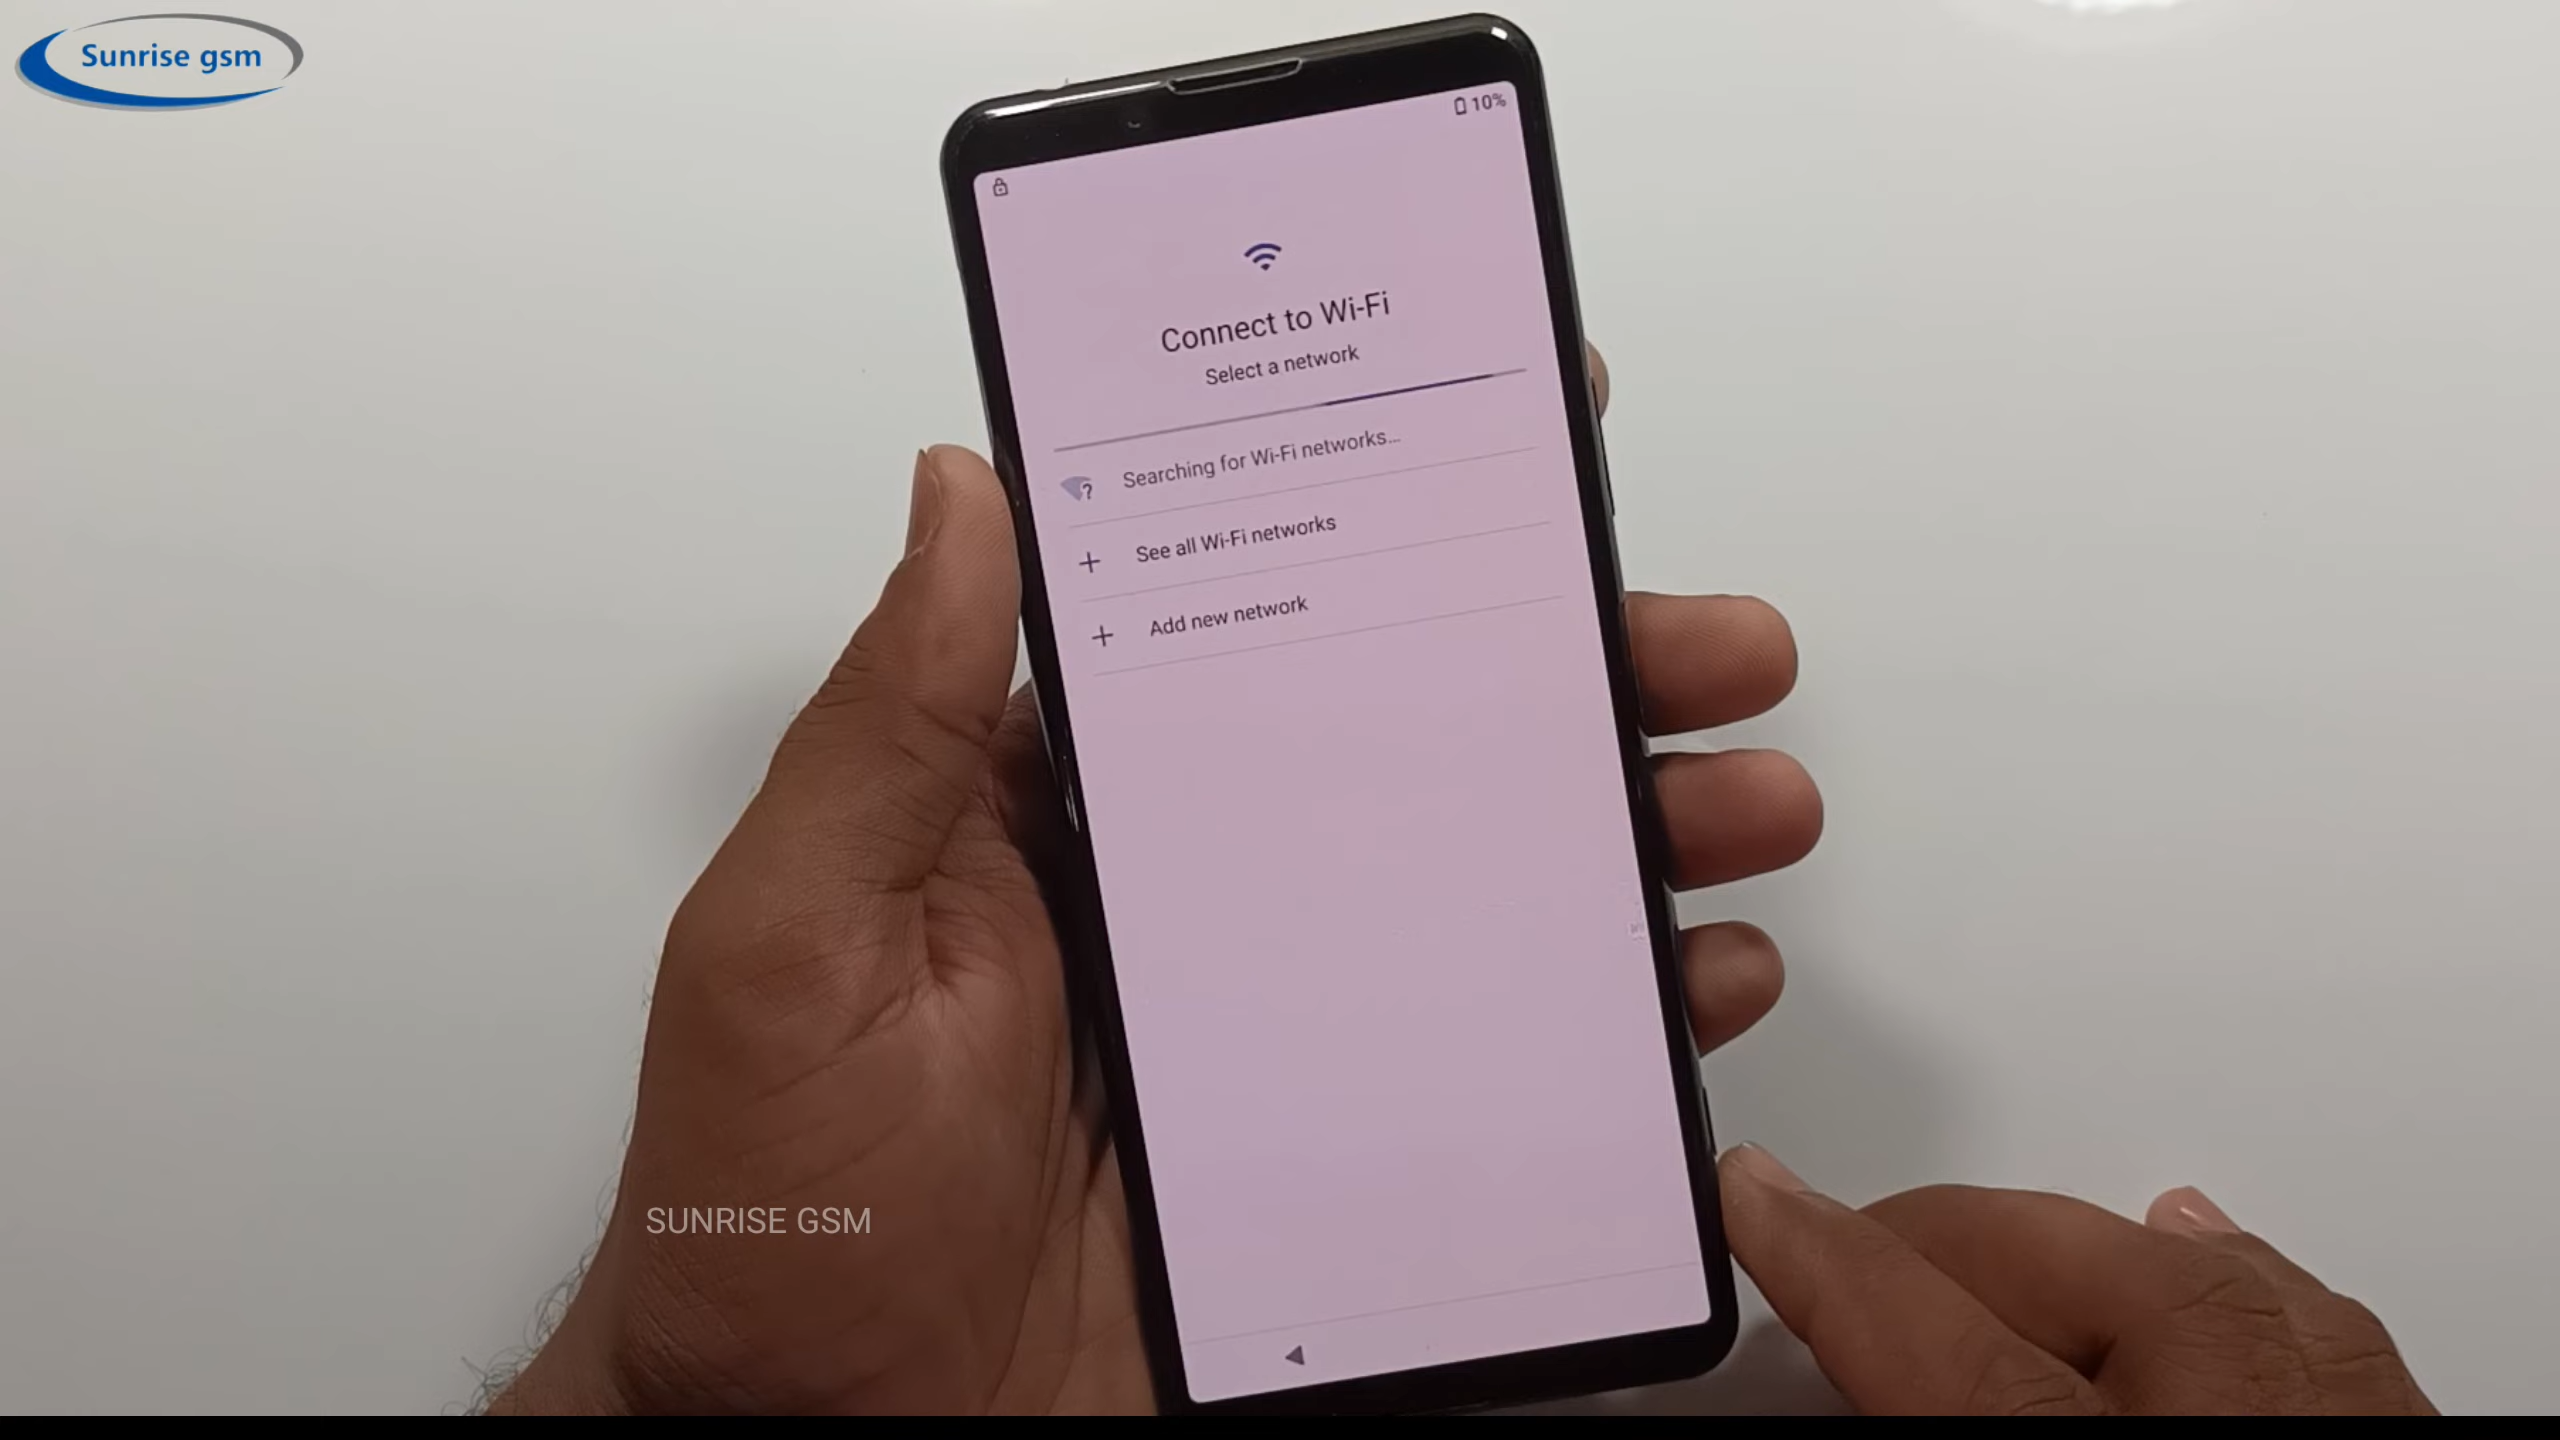 Sunrise gsm
10%
Connect to Wi-Fi
Select a network
Searching for Wi-Fi networks...
See all Wi-Fi networks
Add new network
SUNRISE GSM